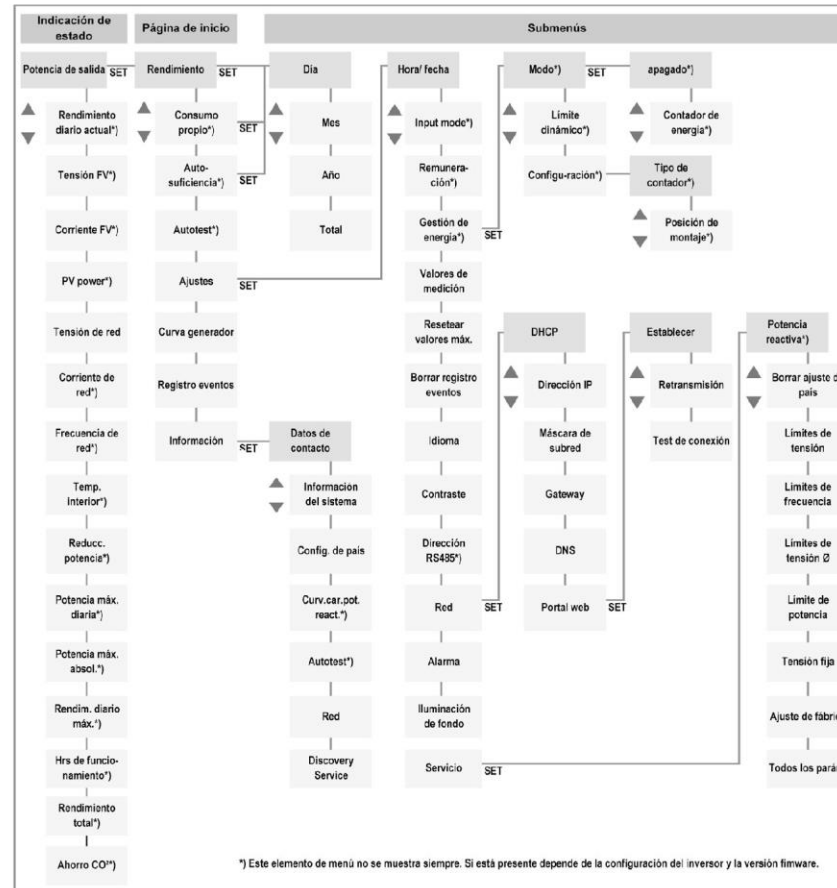 Indicación de
estado
Página de inicio
Submenús
Potencia de salida
SET
Rendimiento
SET
Día
Hora/ fecha
Modo*)
SET
apagado*)
Rendimiento
diario actual*)
Consumo
propio*)
SET
Mes
Input mode*)
Límite
dinámico*)
Contador de
energía*)
Tensión FV*)
Auto-
suficiencia*)
SET
Año
Remunera-
ción*)
Configu-ración*)
Tipo de
contador*)
Corriente FV*)
Autotest*)
Total
Gestión de
energía*)
SET
Posición de
montaje*)
PV power*)
Ajustes
SET
Valores de
medición
Tensión de red
Curva generador
Resetear
valores máx.
DHCP
Establecer
Potencia
reactiva*)
Corriente de
red*)
Registro eventos
Borrar registro
eventos
Dirección IP
Retransmisión
Borrar ajuste d
país
Frecuencia de
red*)
Información
SET
Datos de
contacto
Idioma
Máscara de
subred
Test de conexión
Límites de
tensión
Temp.
interior*)
Información
del sistema
Contraste
Gateway
Límites de
frecuencia
Reducc.
potencia*)
Config. de país
Dirección
RS485*)
DNS
Límites de
tensión Ø
Potencia máx.
diaria*)
Curv.car.pot.
react.*)
Red
SET
Portal web
SET
Límite de
potencia
Potencia máx.
absol.*)
Autotest*)
Alarma
Tensión fija
Rendim. diario
máx.*)
Red
Iluminación
de fondo
Ajuste de fábric
Hrs de funcio-
namiento*)
Discovery
Service
Servicio
SET
Todos los pará
Rendimiento
total*)
Ahorro CO²*)
*) Este elemento de menú no se muestra siempre. Si está presente depende de la configuración del inversor y la versión fimware.